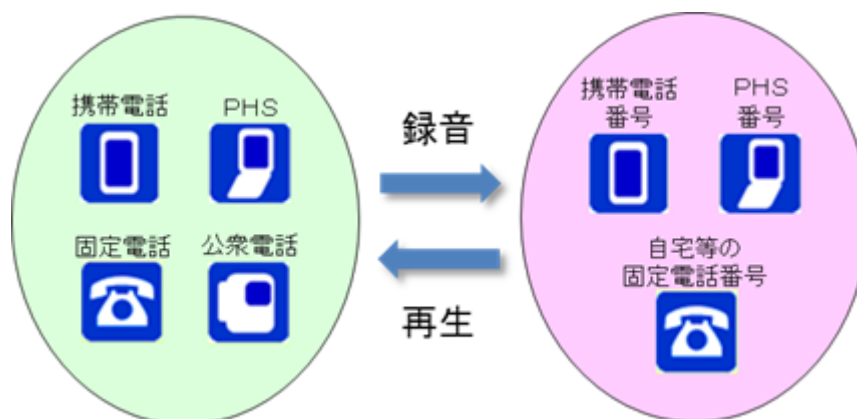 携帯電話
PHS
固定電話
公衆電話
録音
再生
携帯電話
番号
PHS
番号
自宅等の
固定電話番号